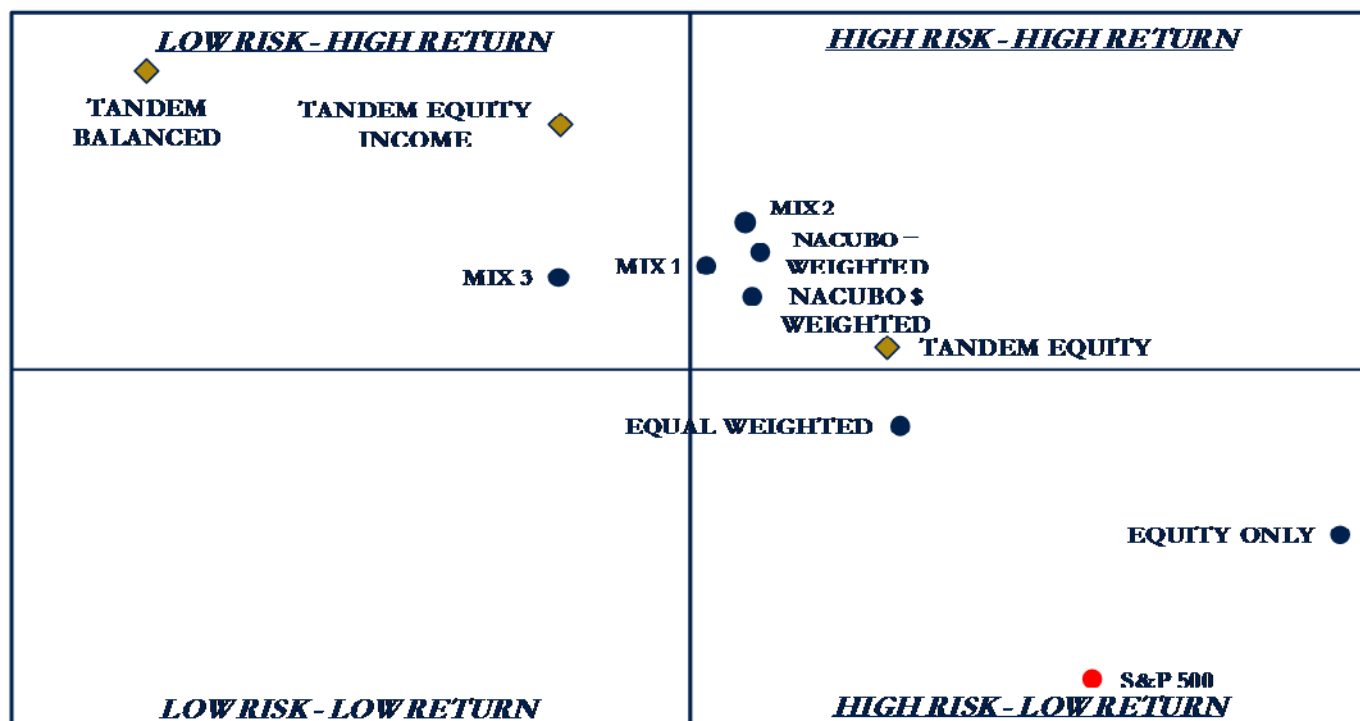 LOW RISK - HIGH RETURN
HIGH RISK - HIGH RETURN
TANDEM
BALANCED
TANDEM EQUITY
INCOME
MIX 2
NACUBO –
WEIGHTED
MIX 1
MIX 3
NACUBO $
WEIGHTED
TANDEM EQUITY
EQUAL WEIGHTED
EQUITY ONLY
S&P 500
LOW RISK - LOW RETURN
HIGH RISK - LOW RETURN